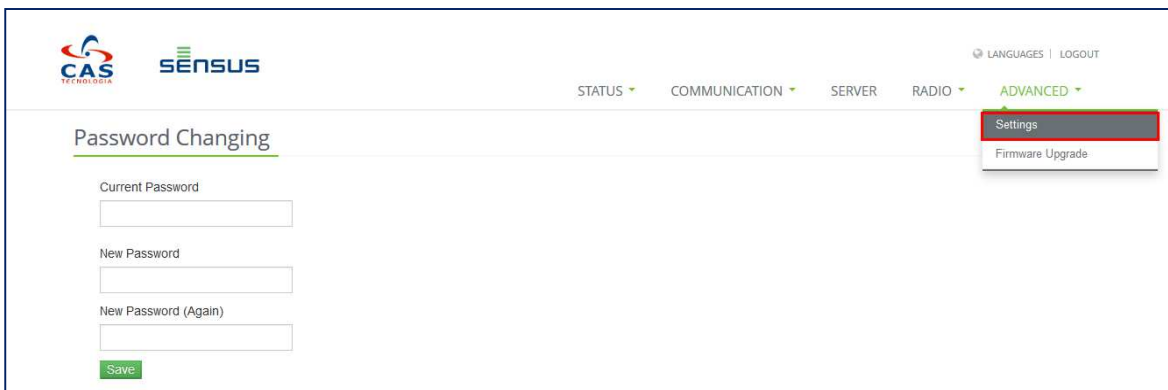 CAS
TECNOLOGIA
sensus
LANGUAGES | LOGOUT
STATUS COMMUNICATION SERVER RADIO ADVANCED
Settings
Firmware Upgrade
Password Changing
Current Password
New Password
New Password (Again)
Save